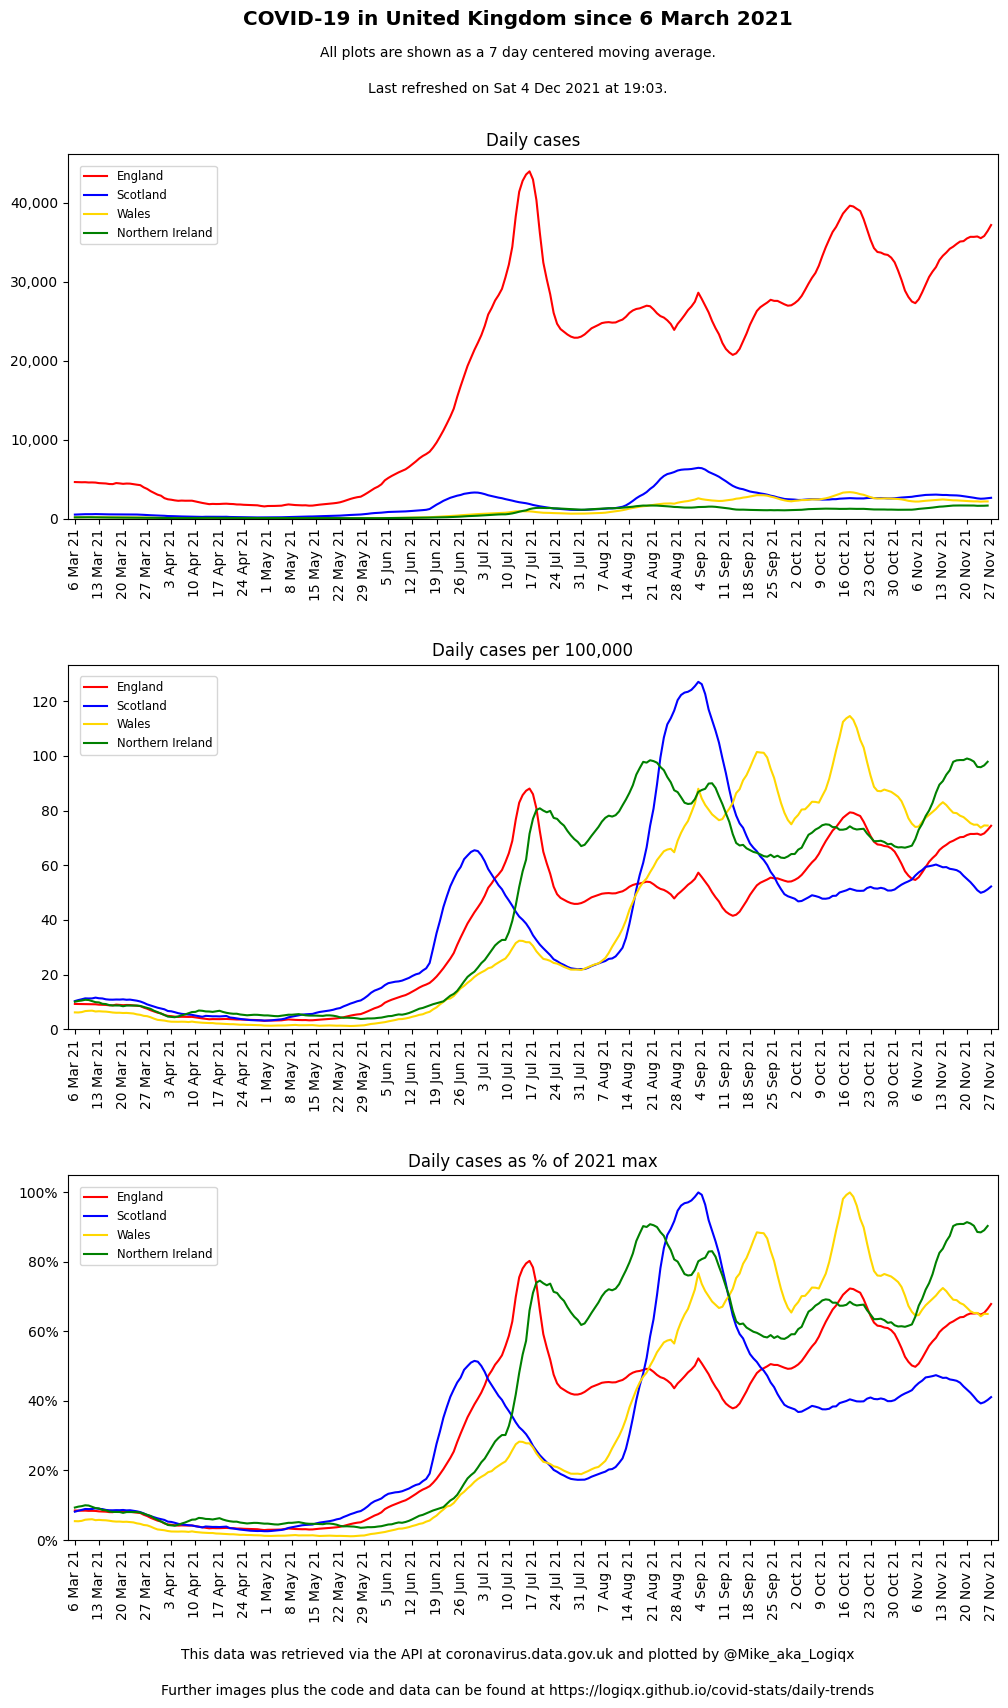 COVID-19 in United Kingdom since 6 March 2021
All plots are shown as a 7 day centered moving average.
Last refreshed on Sat 4 Dec 2021 at 19:03.
Daily cases
England
Scotland
Wales
Northern Ireland
40,000
30,000
20,000
10,000
0
6 Mar 21
13 Mar 21
20 Mar 21
27 Mar 21
3 Apr 21
10 Apr 21
17 Apr 21
24 Apr 21
1 May 21
8 May 21
15 May 21
22 May 21
29 May 21
5 Jun 21
12 Jun 21
19 Jun 21
26 Jun 21
3 Jul 21
10 Jul 21
17 Jul 21
24 Jul 21
31 Jul 21
7 Aug 21
14 Aug 21
21 Aug 21
28 Aug 21
4 Sep 21
11 Sep 21
18 Sep 21
25 Sep 21
2 Oct 21
9 Oct 21
16 Oct 21
23 Oct 21
30 Oct 21
6 Nov 21
13 Nov 21
20 Nov 21
27 Nov 21
Daily cases per 100,000
England
Scotland
Wales
Northern Ireland
120
100
80
60
40
20
0
6 Mar 21
13 Mar 21
20 Mar 21
27 Mar 21
3 Apr 21
10 Apr 21
17 Apr 21
24 Apr 21
1 May 21
8 May 21
15 May 21
22 May 21
29 May 21
5 Jun 21
12 Jun 21
19 Jun 21
26 Jun 21
3 Jul 21
10 Jul 21
17 Jul 21
24 Jul 21
31 Jul 21
7 Aug 21
14 Aug 21
21 Aug 21
28 Aug 21
4 Sep 21
11 Sep 21
18 Sep 21
25 Sep 21
2 Oct 21
9 Oct 21
16 Oct 21
23 Oct 21
30 Oct 21
6 Nov 21
13 Nov 21
20 Nov 21
27 Nov 21
Daily cases as % of 2021 max
England
Scotland
Wales
Northern Ireland
100%
80%
60%
40%
20%
0%
6 Mar 21
13 Mar 21
20 Mar 21
27 Mar 21
3 Apr 21
10 Apr 21
17 Apr 21
24 Apr 21
1 May 21
8 May 21
15 May 21
22 May 21
29 May 21
5 Jun 21
12 Jun 21
19 Jun 21
26 Jun 21
3 Jul 21
10 Jul 21
17 Jul 21
24 Jul 21
31 Jul 21
7 Aug 21
14 Aug 21
21 Aug 21
28 Aug 21
4 Sep 21
11 Sep 21
18 Sep 21
25 Sep 21
2 Oct 21
9 Oct 21
16 Oct 21
23 Oct 21
30 Oct 21
6 Nov 21
13 Nov 21
20 Nov 21
27 Nov 21
This data was retrieved via the API at coronavirus.data.gov.uk and plotted by @Mike_aka_Logiqx
Further images plus the code and data can be found at https://logiqx.github.io/covid-stats/daily-trends